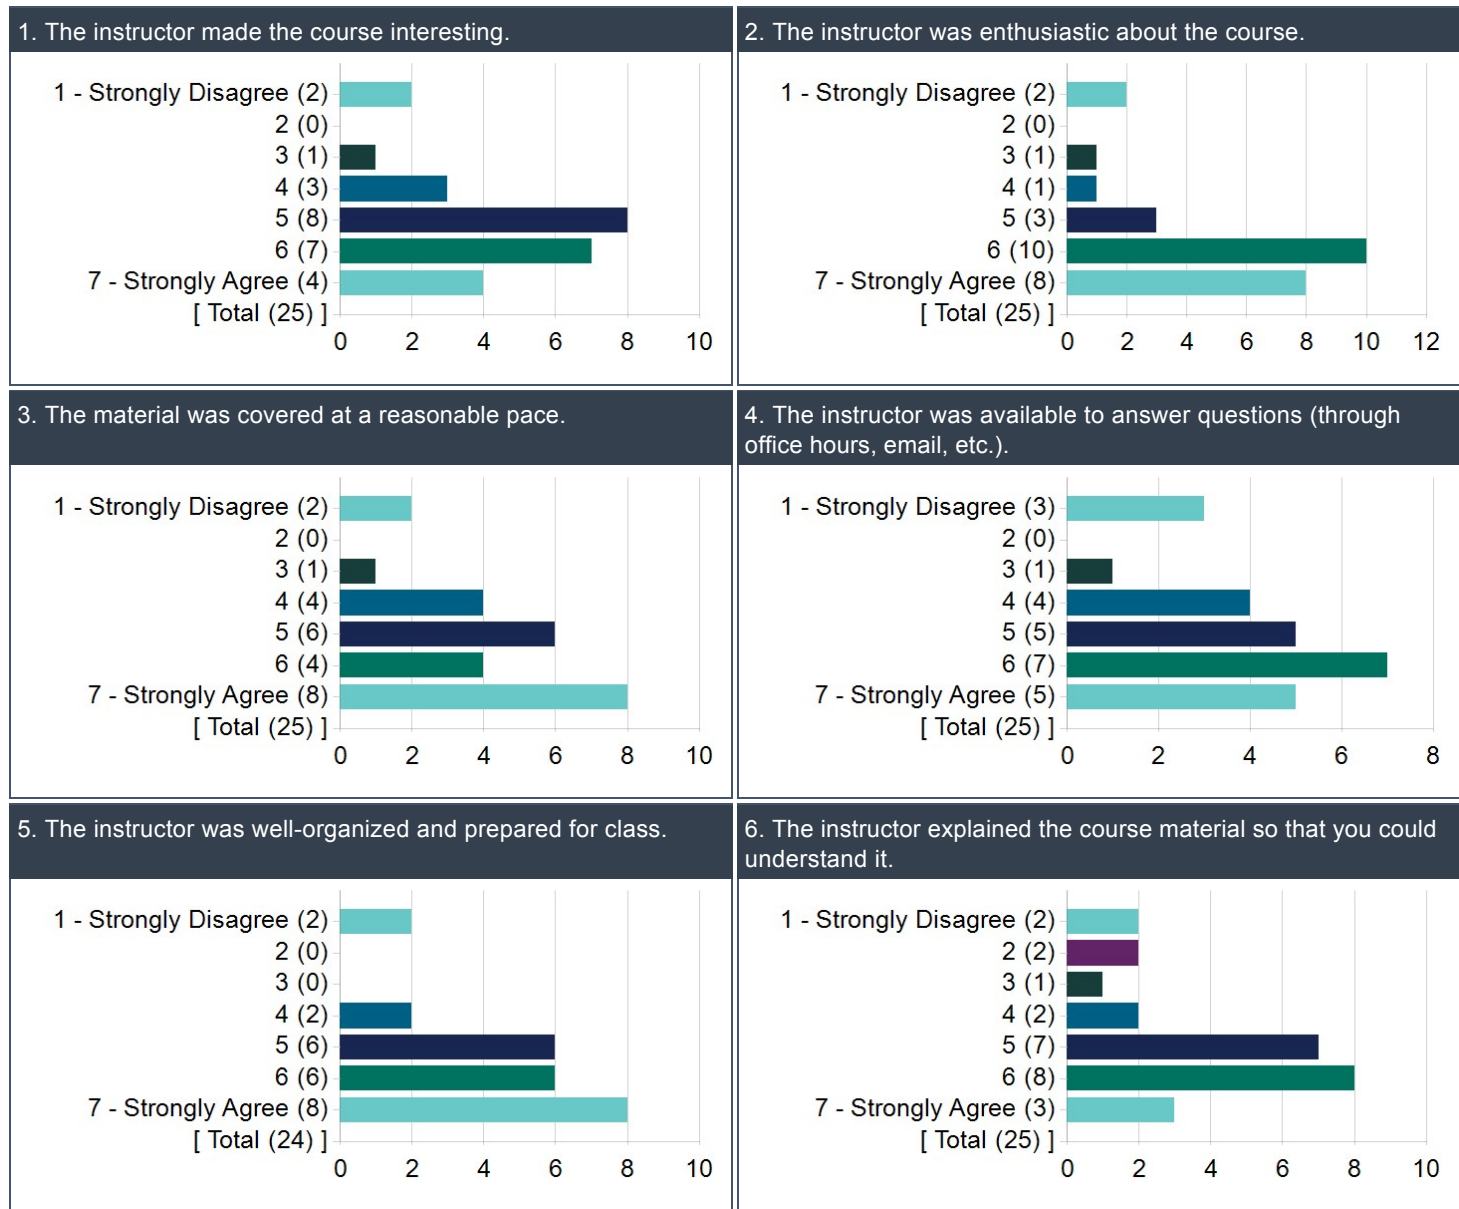 1. The instructor made the course interesting.
1 - Strongly Disagree (2)
2 (0)
3 (1)
4 (3)
5 (8)
6 (7)
7 - Strongly Agree (4)
[ Total (25) ]
0 2 4 6 8 10
2. The instructor was enthusiastic about the course.
1 - Strongly Disagree (2)
2 (0)
3 (1)
4 (1)
5 (3)
6 (10)
7 - Strongly Agree (8)
[ Total (25) ]
0 2 4 6 8 10 12
3. The material was covered at a reasonable pace.
1 - Strongly Disagree (2)
2 (0)
3 (1)
4 (4)
5 (6)
6 (4)
7 - Strongly Agree (8)
[ Total (25) ]
0 2 4 6 8 10
4. The instructor was available to answer questions (through
office hours, email, etc.).
1 - Strongly Disagree (3)
2 (0)
3 (1)
4 (4)
5 (5)
6 (7)
7 - Strongly Agree (5)
[ Total (25) ]
0 2 4 6 8
5. The instructor was well-organized and prepared for class.
1 - Strongly Disagree (2)
2 (0)
3 (0)
4 (2)
5 (6)
6 (6)
7 - Strongly Agree (8)
[ Total (24) ]
0 2 4 6 8 10
6. The instructor explained the course material so that you could
understand it.
1 - Strongly Disagree (2)
2 (2)
3 (1)
4 (2)
5 (7)
6 (8)
7 - Strongly Agree (3)
[ Total (25) ]
0 2 4 6 8 10